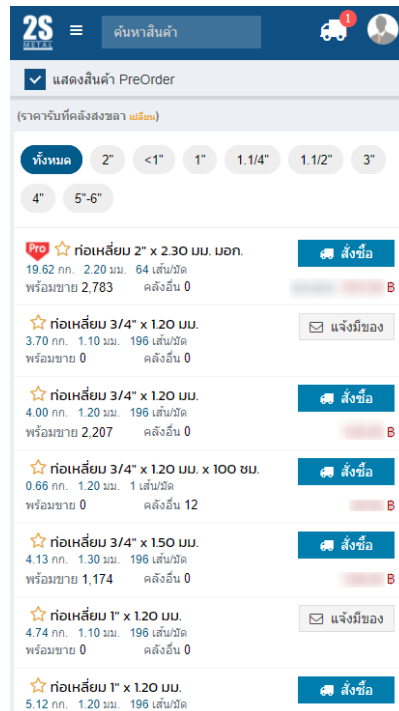 2S
METAL
ค้นหาสินค้า
1
แสดงสินค้า PreOrder
(ราคารับที่คลังสงขลา เปลี่ยน)
ทั้งหมด 2" <1" 1" 1.1/4" 1.1/2" 3"
4" 5"-6"
Pro ท่อเหลี่ยม 2" x 2.30 มม. มอก. สั่งซื้อ
19.62 กก. 2.20 มม. 64 เส้น/มัด
พร้อมขาย 2,783 คลังอื่น 0 ฿
ท่อเหลี่ยม 3/4" x 1.20 มม. แจ้งมีของ
3.70 กก. 1.10 มม. 196 เส้น/มัด
พร้อมขาย 0 คลังอื่น 0
ท่อเหลี่ยม 3/4" x 1.20 มม. สั่งซื้อ
4.00 กก. 1.20 มม. 196 เส้น/มัด
พร้อมขาย 2,207 คลังอื่น 0 ฿
ท่อเหลี่ยม 3/4" x 1.20 มม. x 100 ซม. สั่งซื้อ
0.66 กก. 1.20 มม. 1 เส้น/มัด
พร้อมขาย 0 คลังอื่น 12 ฿
ท่อเหลี่ยม 3/4" x 1.50 มม. สั่งซื้อ
4.13 กก. 1.30 มม. 196 เส้น/มัด
พร้อมขาย 1,174 คลังอื่น 0 ฿
ท่อเหลี่ยม 1" x 1.20 มม. แจ้งมีของ
4.74 กก. 1.10 มม. 196 เส้น/มัด
พร้อมขาย 0 คลังอื่น 0
ท่อเหลี่ยม 1" x 1.20 มม. สั่งซื้อ
5.12 กก. 1.20 มม. 196 เส้น/มัด